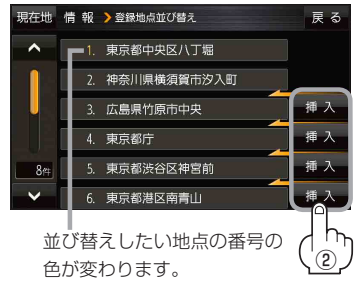 現在地 情報 > 登録地点並び替え 戻る
1. 東京都中央区八丁堀
2. 神奈川県横須賀市汐入町
3. 広島県竹原市中央 挿入
4. 東京都庁 挿入
5. 東京都渋谷区神宮前 挿入
8件
6. 東京都港区南青山 挿入
並び替えしたい地点の番号の
色が変わります。
②